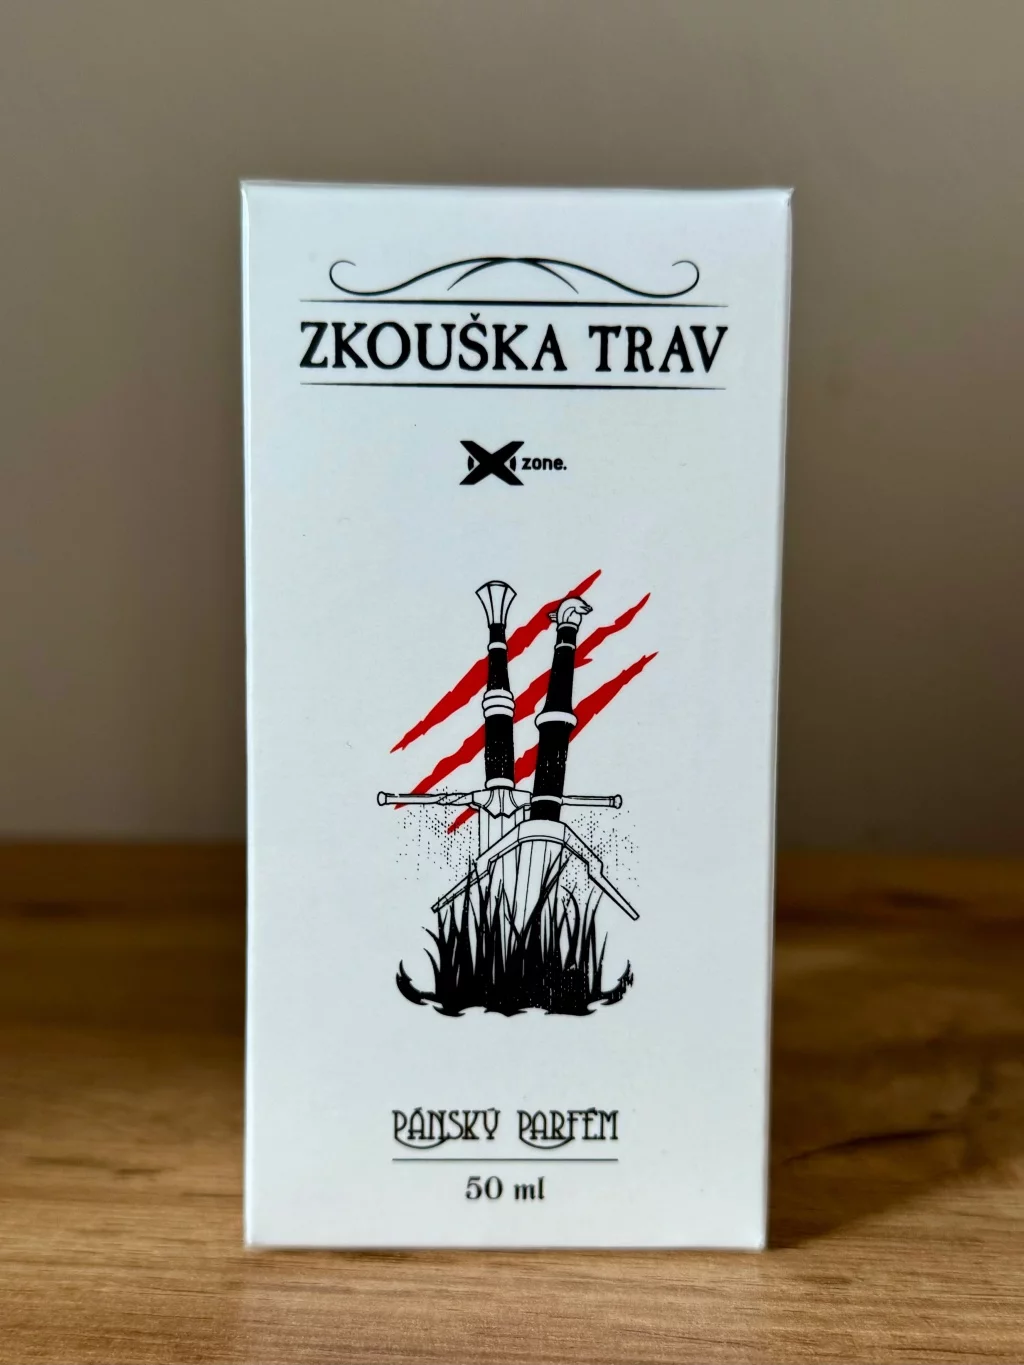 ZKOUŠKA TRAV
X zone.
PÁNSKÝ PARFÉM
50 ml